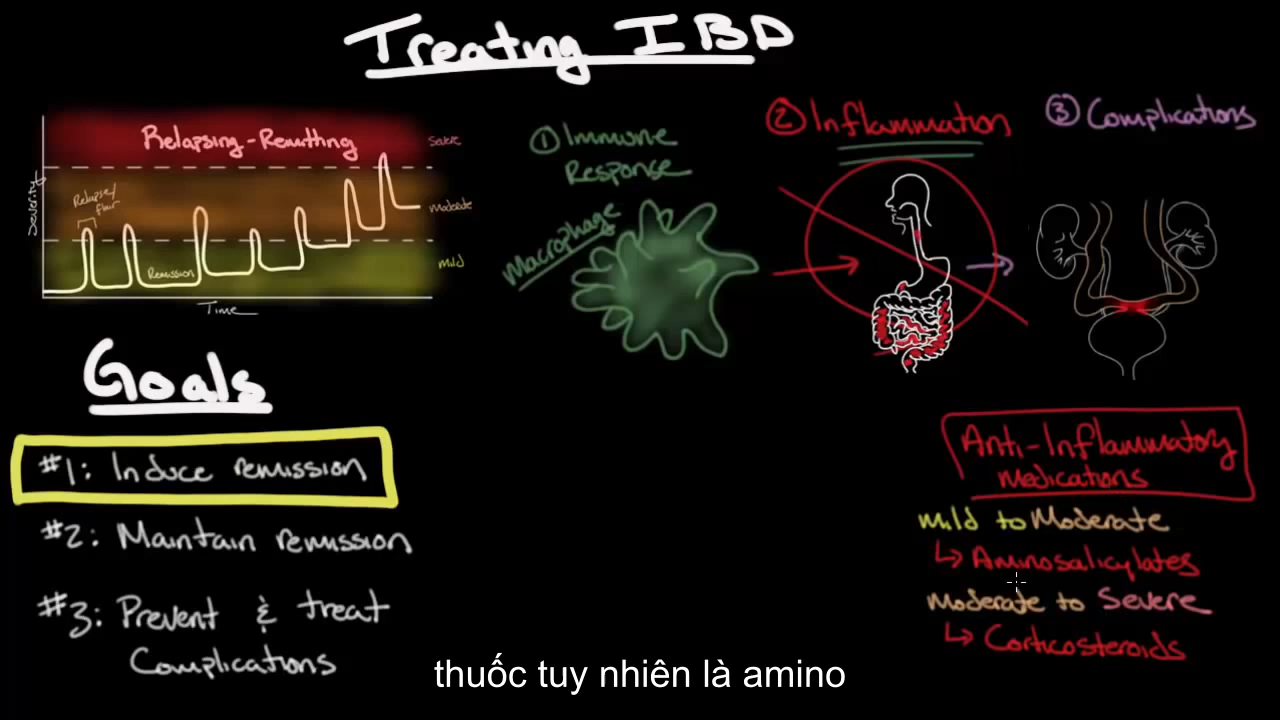 Treating IBD
Relapsing-Remitting
Severe
Moderate
Mild
Severity
Relapse/
flair
Remission
Time
① Immune
Response
Macrophage
② Inflammation
③ Complications
Goals
#1: Induce remission
#2: Maintain remission
#3: Prevent & treat
Complications
Anti-Inflammatory
medications
Mild to Moderate
↳ Aminosalicylates
Moderate to Severe
↳ Corticosteroids
thuốc tuy nhiên là amino